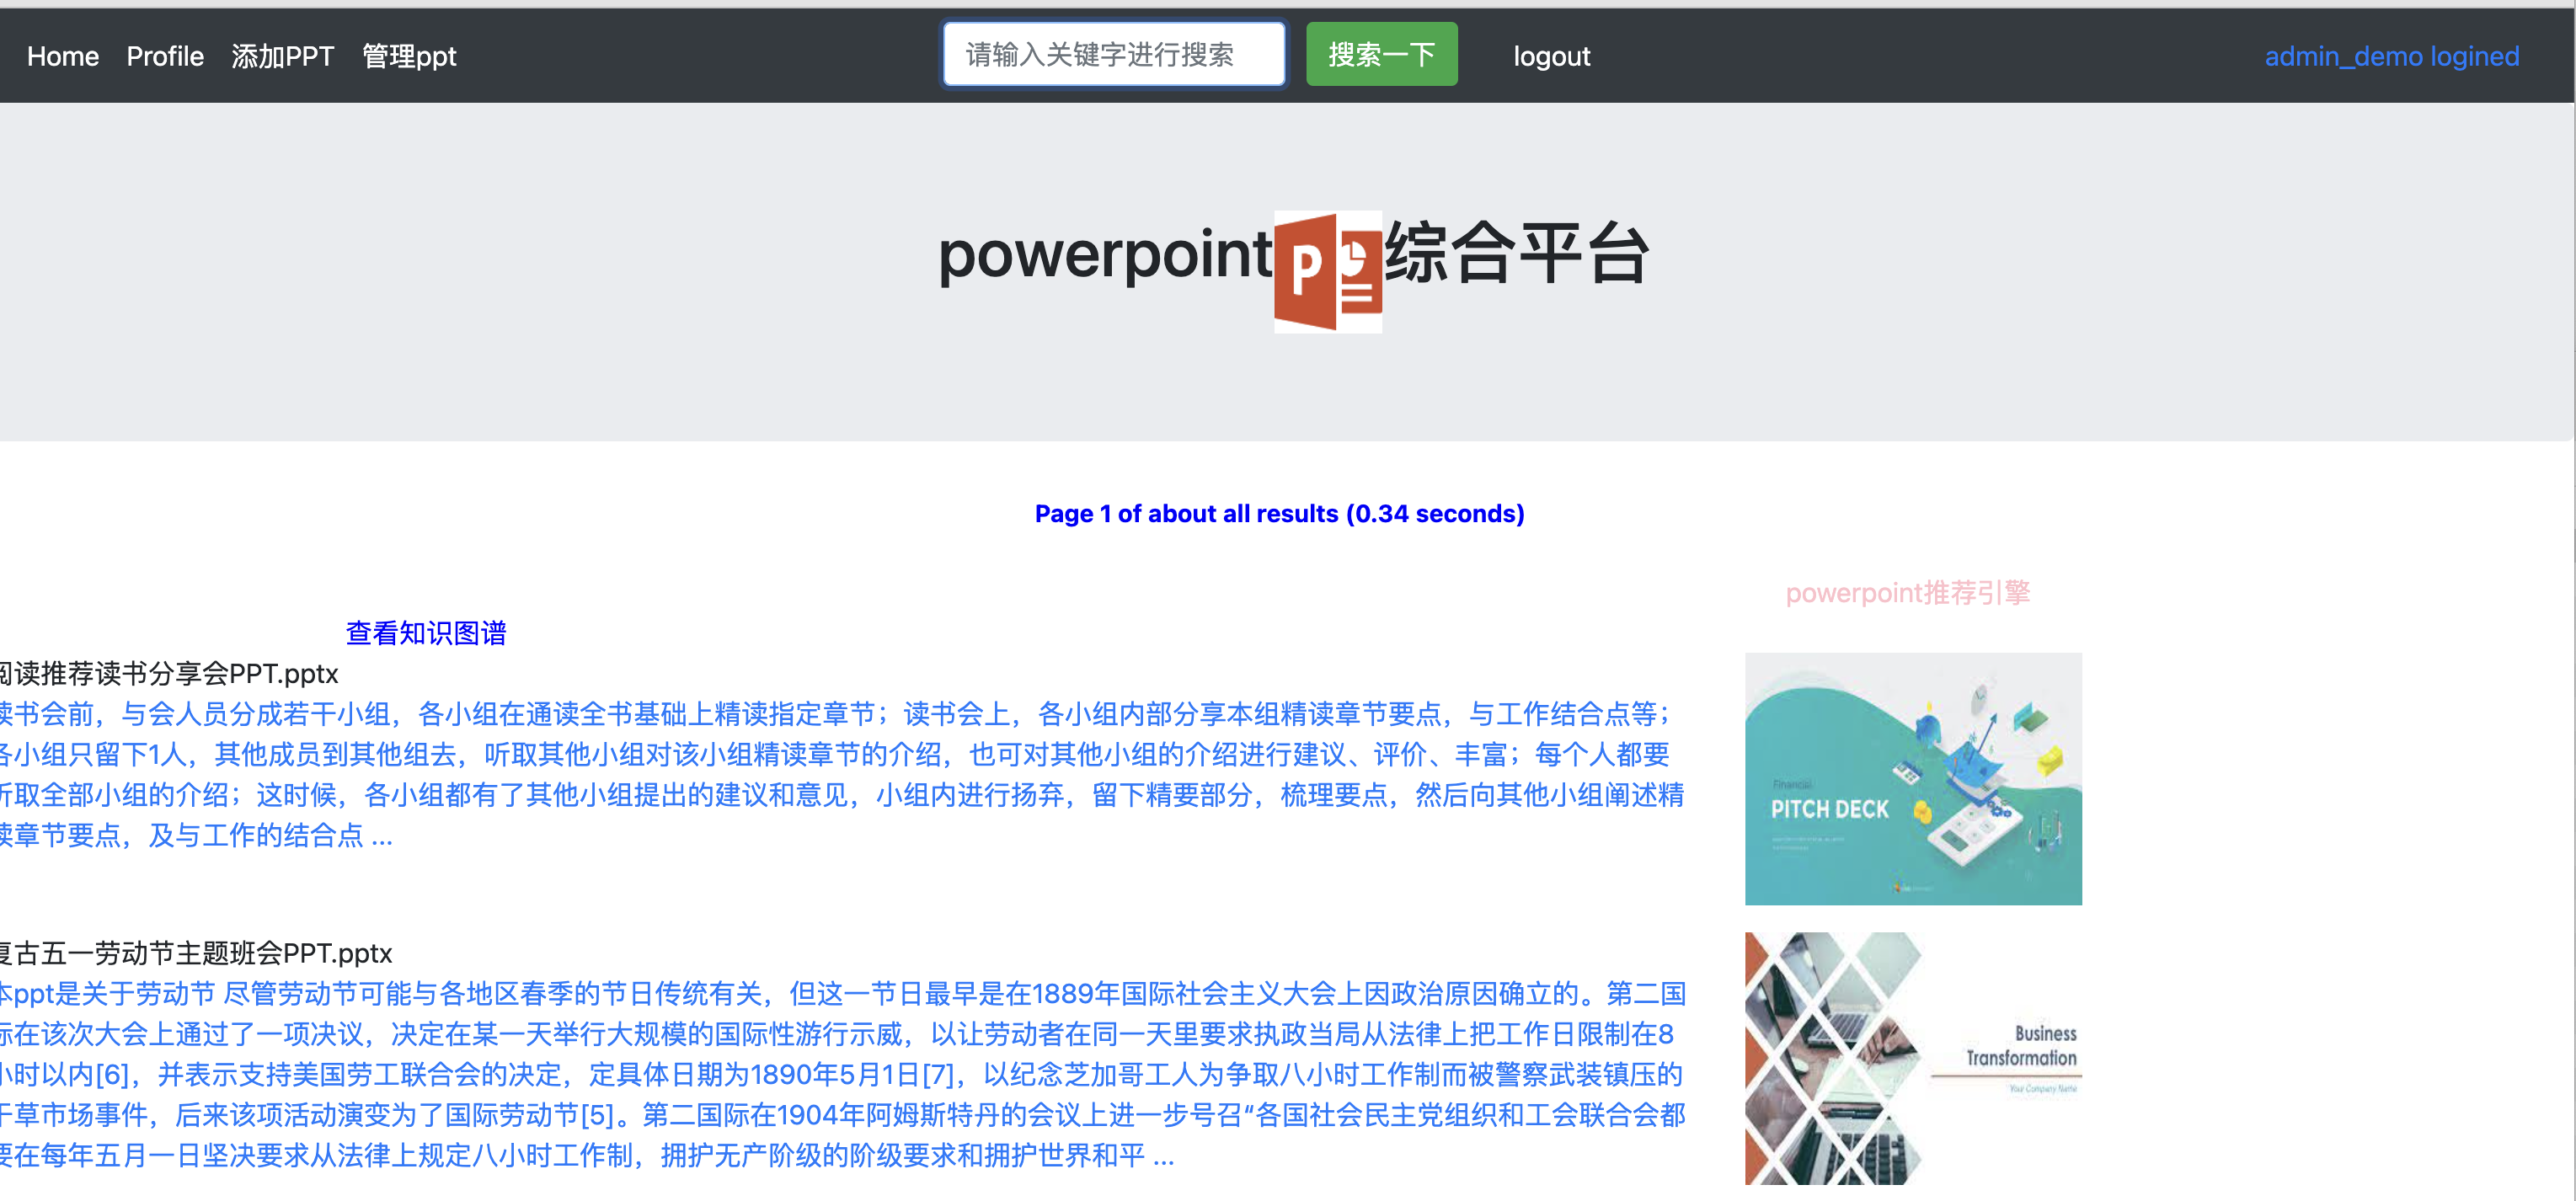 Home Profile 添加PPT 管理ppt 请输入关键字进行搜索 搜索一下 logout admin_demo logined
powerpoint综合平台
Page 1 of about all results (0.34 seconds)
powerpoint推荐引擎
查看知识图谱
阅读推荐读书分享会PPT.pptx
读书会前，与会人员分成若干小组，各小组在通读全书基础上精读指定章节；读书会上，各小组内部分享本组精读章节要点，与工作结合点等；
各小组只留下1人，其他成员到其他组去，听取其他小组对该小组精读章节的介绍，也可对其他小组的介绍进行建议、评价、丰富；每个人都要
听取全部小组的介绍；这时候，各小组都有了其他小组提出的建议和意见，小组内进行扬弃，留下精要部分，梳理要点，然后向其他小组阐述精
读章节要点，及与工作的结合点 ...
Financial
PITCH DECK
复古五一劳动节主题班会PPT.pptx
本ppt是关于劳动节 尽管劳动节可能与各地区春季的节日传统有关，但这一节日最早是在1889年国际社会主义大会上因政治原因确立的。第二国
际在该次大会上通过了一项决议，决定在某一天举行大规模的国际性游行示威，以让劳动者在同一天里要求执政当局从法律上把工作日限制在8
小时以内[6]，并表示支持美国劳工联合会的决定，定具体日期为1890年5月1日[7]，以纪念芝加哥工人为争取八小时工作制而被警察武装镇压的
干草市场事件，后来该项活动演变为了国际劳动节[5]。第二国际在1904年阿姆斯特丹的会议上进一步号召“各国社会民主党组织和工会联合会都
要在每年五月一日坚决要求从法律上规定八小时工作制，拥护无产阶级的阶级要求和拥护世界和平 ...
Business
Transformation
Your Company Name